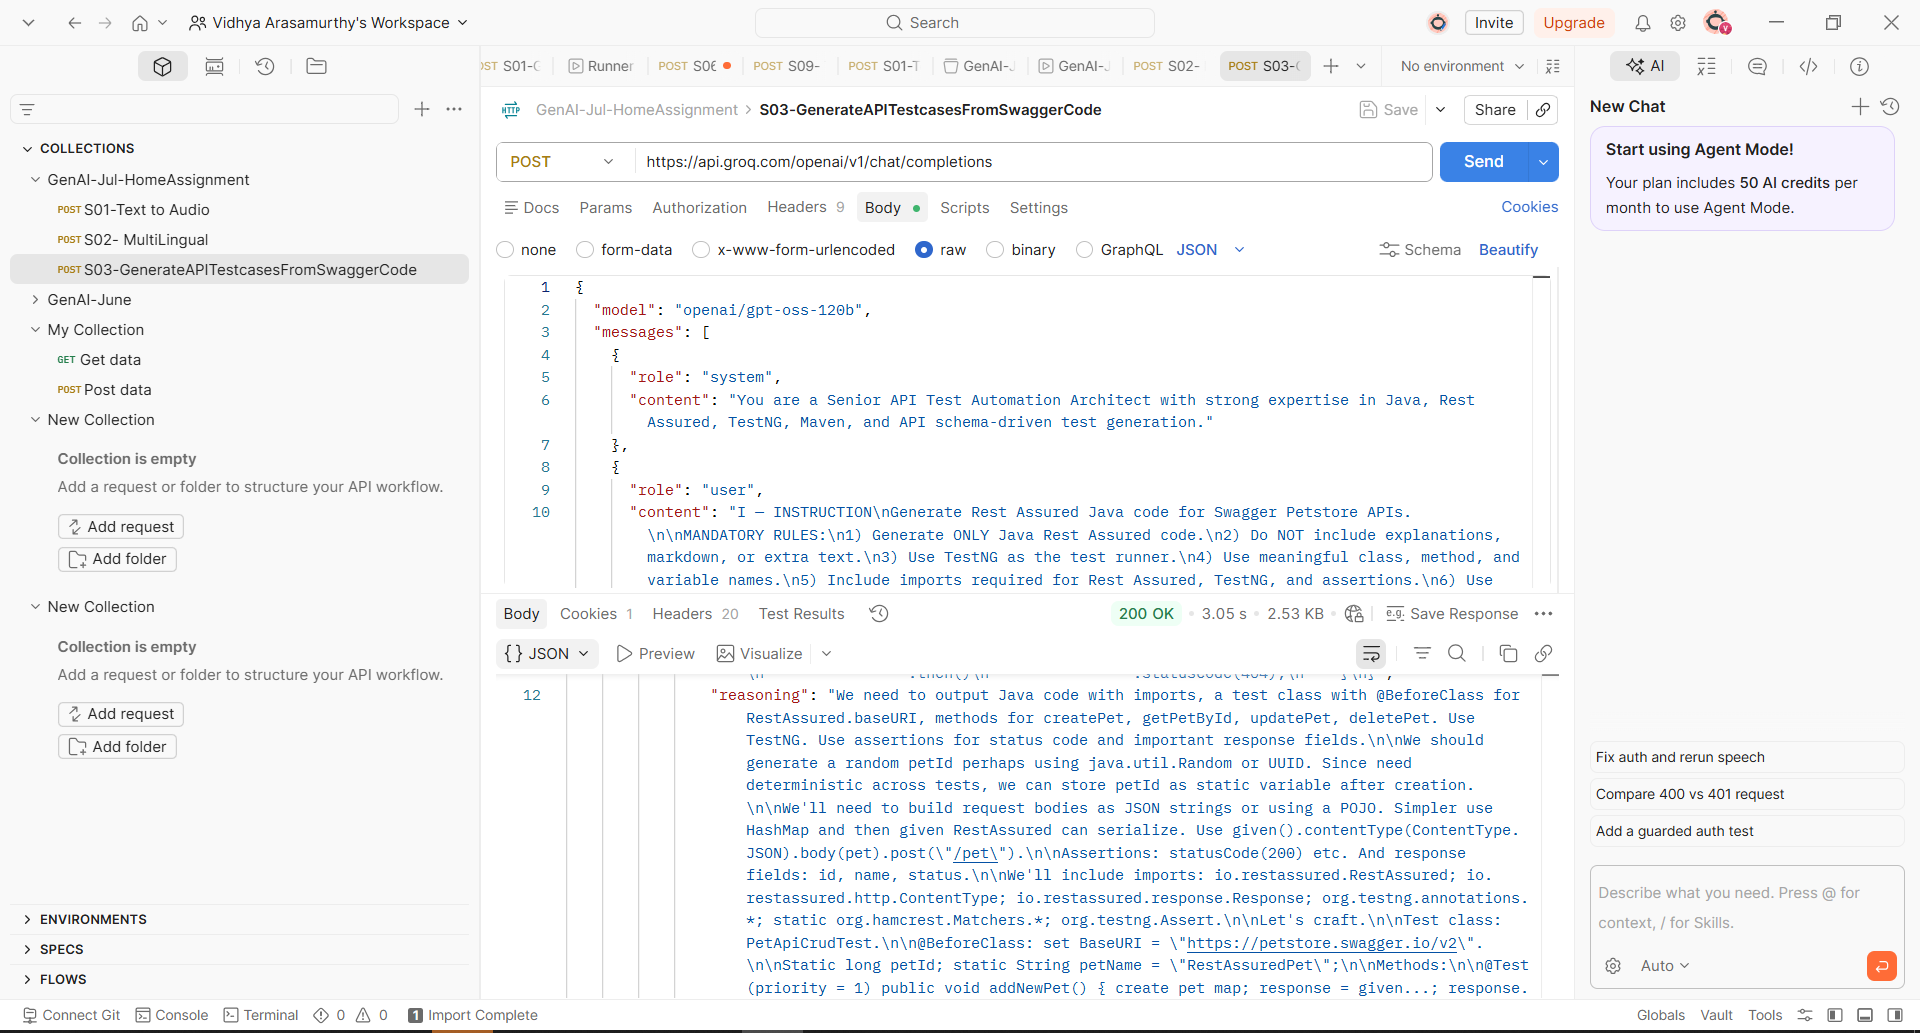 Vidhya Arasamurthy's Workspace
Search
Invite
Upgrade
COLLECTIONS
GenAI-Jul-HomeAssignment
POST S01-Text to Audio
POST S02- MultiLingual
POST S03-GenerateAPITestcasesFromSwaggerCode
GenAI-June
My Collection
GET Get data
POST Post data
New Collection
Collection is empty
Add a request or folder to structure your API workflow.
Add request
Add folder
New Collection
Collection is empty
Add a request or folder to structure your API workflow.
Add request
Add folder
ENVIRONMENTS
SPECS
FLOWS
S01-C Runner POST S06 POST S09- POST S01-T GenAI-J GenAI-J POST S02- POST S03-( No environment
GenAI-Jul-HomeAssignment > S03-GenerateAPITestcasesFromSwaggerCode Save Share
POST https://api.groq.com/openai/v1/chat/completions Send
Docs Params Authorization Headers 9 Body Scripts Settings Cookies
none form-data x-www-form-urlencoded raw binary GraphQL JSON Schema Beautify
1 {
2 "model": "openai/gpt-oss-120b",
3 "messages": [
4 {
5 "role": "system",
6 "content": "You are a Senior API Test Automation Architect with strong expertise in Java, Rest
Assured, TestNG, Maven, and API schema-driven test generation."
7 },
8 {
9 "role": "user",
10 "content": "I — INSTRUCTION\nGenerate Rest Assured Java code for Swagger Petstore APIs.
\n\nMANDATORY RULES:\n1) Generate ONLY Java Rest Assured code.\n2) Do NOT include explanations,
markdown, or extra text.\n3) Use TestNG as the test runner.\n4) Use meaningful class, method, and
variable names.\n5) Include imports required for Rest Assured, TestNG, and assertions.\n6) Use
Body Cookies 1 Headers 20 Test Results 200 OK 3.05 s 2.53 KB Save Response
{} JSON Preview Visualize
12 "reasoning": "We need to output Java code with imports, a test class with @BeforeClass for
RestAssured.baseURI, methods for createPet, getPetById, updatePet, deletePet. Use
TestNG. Use assertions for status code and important response fields.\n\nWe should
generate a random petId perhaps using java.util.Random or UUID. Since need
deterministic across tests, we can store petId as static variable after creation.
\n\nWe'll need to build request bodies as JSON strings or using a POJO. Simpler use
HashMap and then given RestAssured can serialize. Use given().contentType(ContentType.
JSON).body(pet).post(\"/pet\").\n\nAssertions: statusCode(200) etc. And response
fields: id, name, status.\n\nWe'll include imports: io.restassured.RestAssured; io.
restassured.http.ContentType; io.restassured.response.Response; org.testng.annotations.
*; static org.hamcrest.Matchers.*; org.testng.Assert.\n\nLet's craft.\n\nTest class:
PetApiCrudTest.\n\n@BeforeClass: set BaseURI = \"https://petstore.swagger.io/v2\".
\n\nStatic long petId; static String petName = \"RestAssuredPet\";\n\nMethods:\n\n@Test
(priority = 1) public void addNewPet() { create pet map; response = given...; response.
AI
New Chat
Start using Agent Mode!
Your plan includes 50 AI credits per
month to use Agent Mode.
Fix auth and rerun speech
Compare 400 vs 401 request
Add a guarded auth test
Describe what you need. Press @ for
context, / for Skills.
Auto
Connect Git Console Terminal 0 0 1 Import Complete Globals Vault Tools